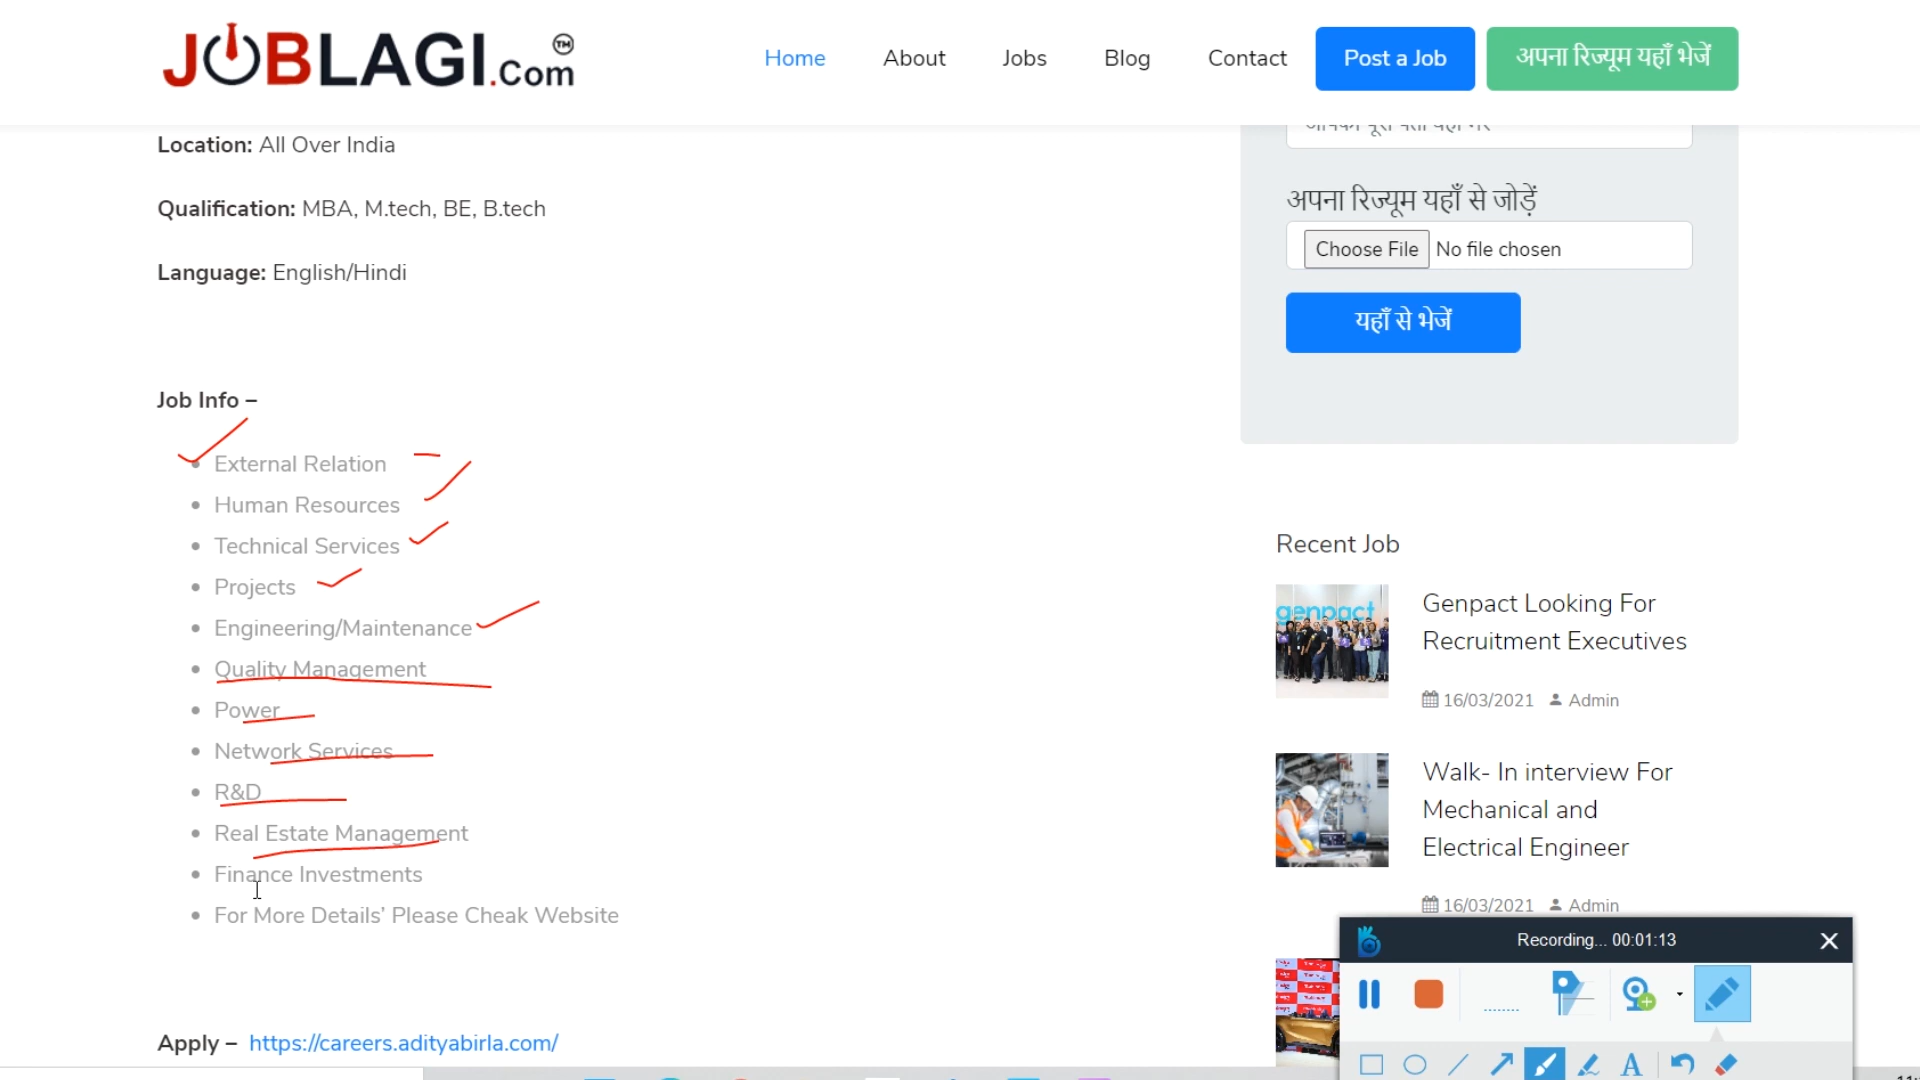 JOBLAGI.Com TM
Home
About
Jobs
Blog
Contact
Post a Job
अपना रिज्यूम यहाँ भेजें
Location: All Over India
Qualification: MBA, M.tech, BE, B.tech
Language: English/Hindi
Job Info –
External Relation
Human Resources
Technical Services
Projects
Engineering/Maintenance
Quality Management
Power
Network Services
R&D
Real Estate Management
Finance Investments
For More Details’ Please Cheak Website
Apply – https://careers.adityabirla.com/
अपना रिज्यूम यहाँ से जोड़ें
Choose File No file chosen
यहाँ से भेजें
Recent Job
genpact
Genpact Looking For
Recruitment Executives
16/03/2021 Admin
Walk- In interview For
Mechanical and
Electrical Engineer
16/03/2021 Admin
Recording... 00:01:13
A